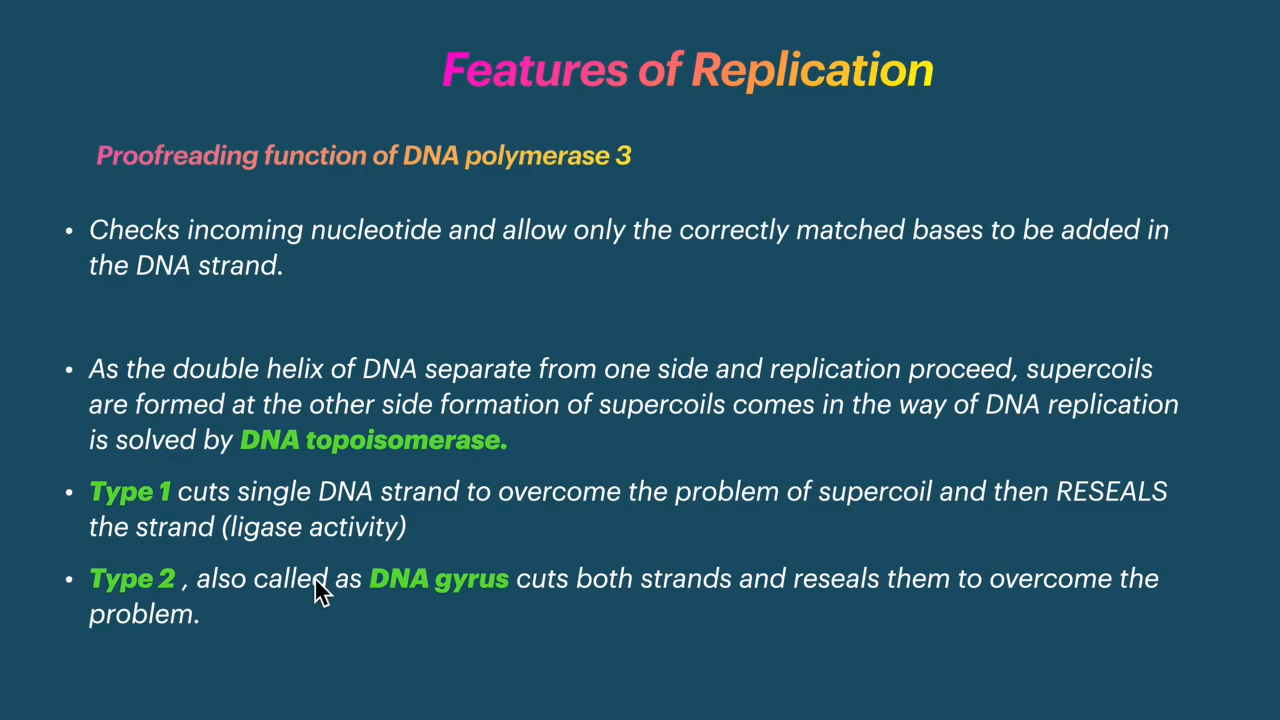 Features of Replication
Proofreading function of DNA polymerase 3
• Checks incoming nucleotide and allow only the correctly matched bases to be added in
the DNA strand.
• As the double helix of DNA separate from one side and replication proceed, supercoils
are formed at the other side formation of supercoils comes in the way of DNA replication
is solved by DNA topoisomerase.
• Type 1 cuts single DNA strand to overcome the problem of supercoil and then RESEALS
the strand (ligase activity)
• Type 2 , also called as DNA gyrus cuts both strands and reseals them to overcome the
problem.